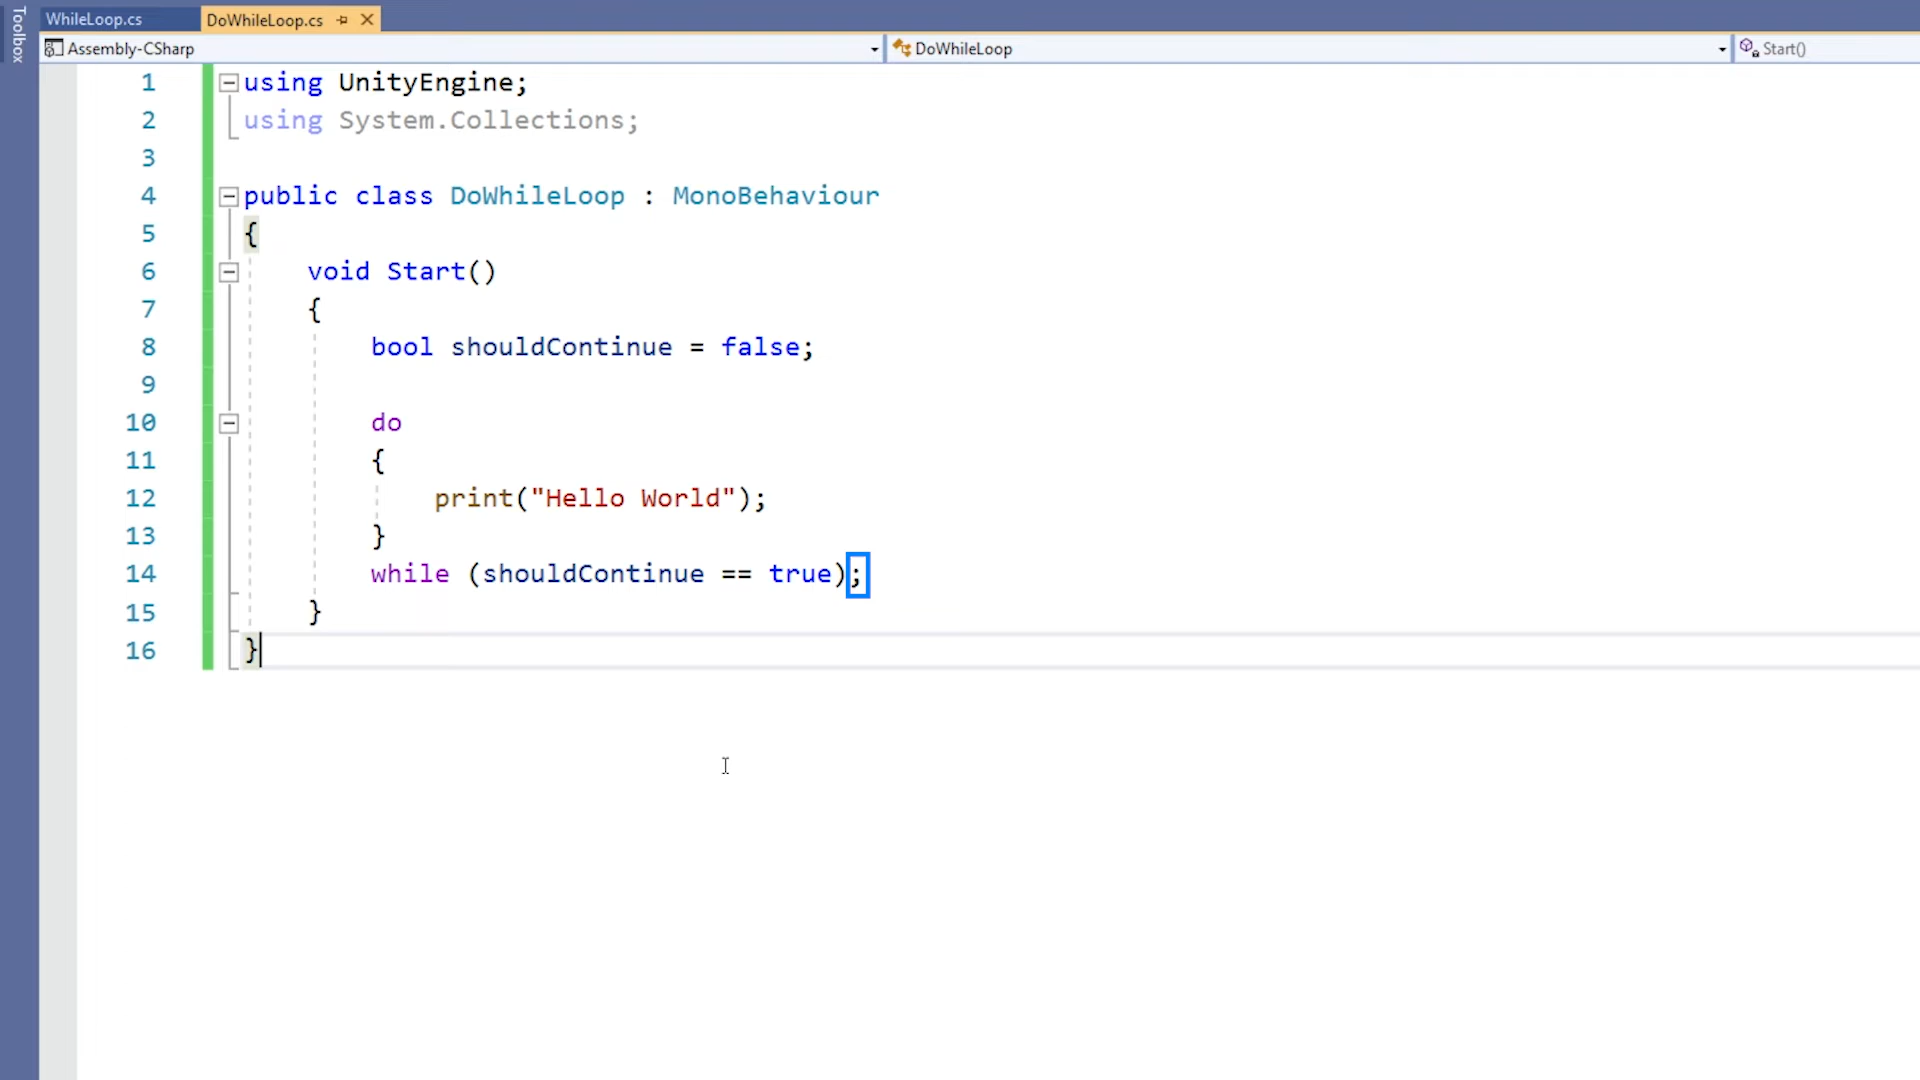 Toolbox
WhileLoop.cs DoWhileLoop.cs
Assembly-CSharp DoWhileLoop Start()
1 using UnityEngine;
2 using System.Collections;
3
4 public class DoWhileLoop : MonoBehaviour
5 {
6 void Start()
7 {
8 bool shouldContinue = false;
9
10 do
11 {
12 print("Hello World");
13 }
14 while (shouldContinue == true);
15 }
16 }